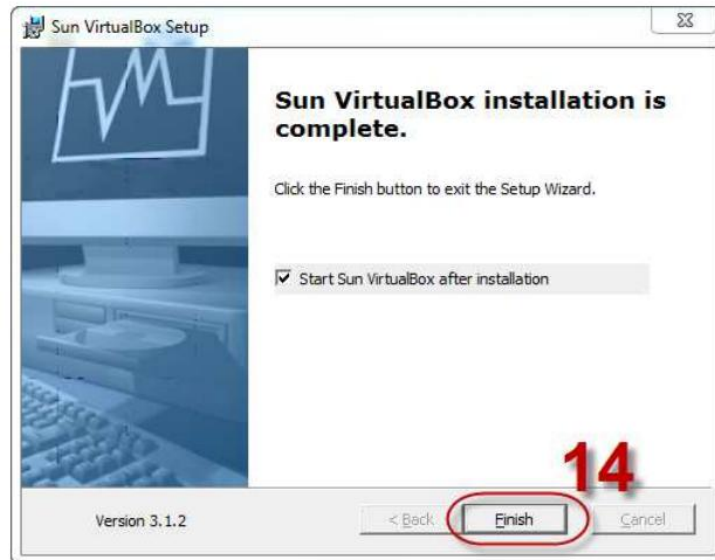 Sun VirtualBox Setup
Sun VirtualBox installation is
complete.
Click the Finish button to exit the Setup Wizard.
Start Sun VirtualBox after installation
14
Version 3.1.2
< Back
Finish
Cancel